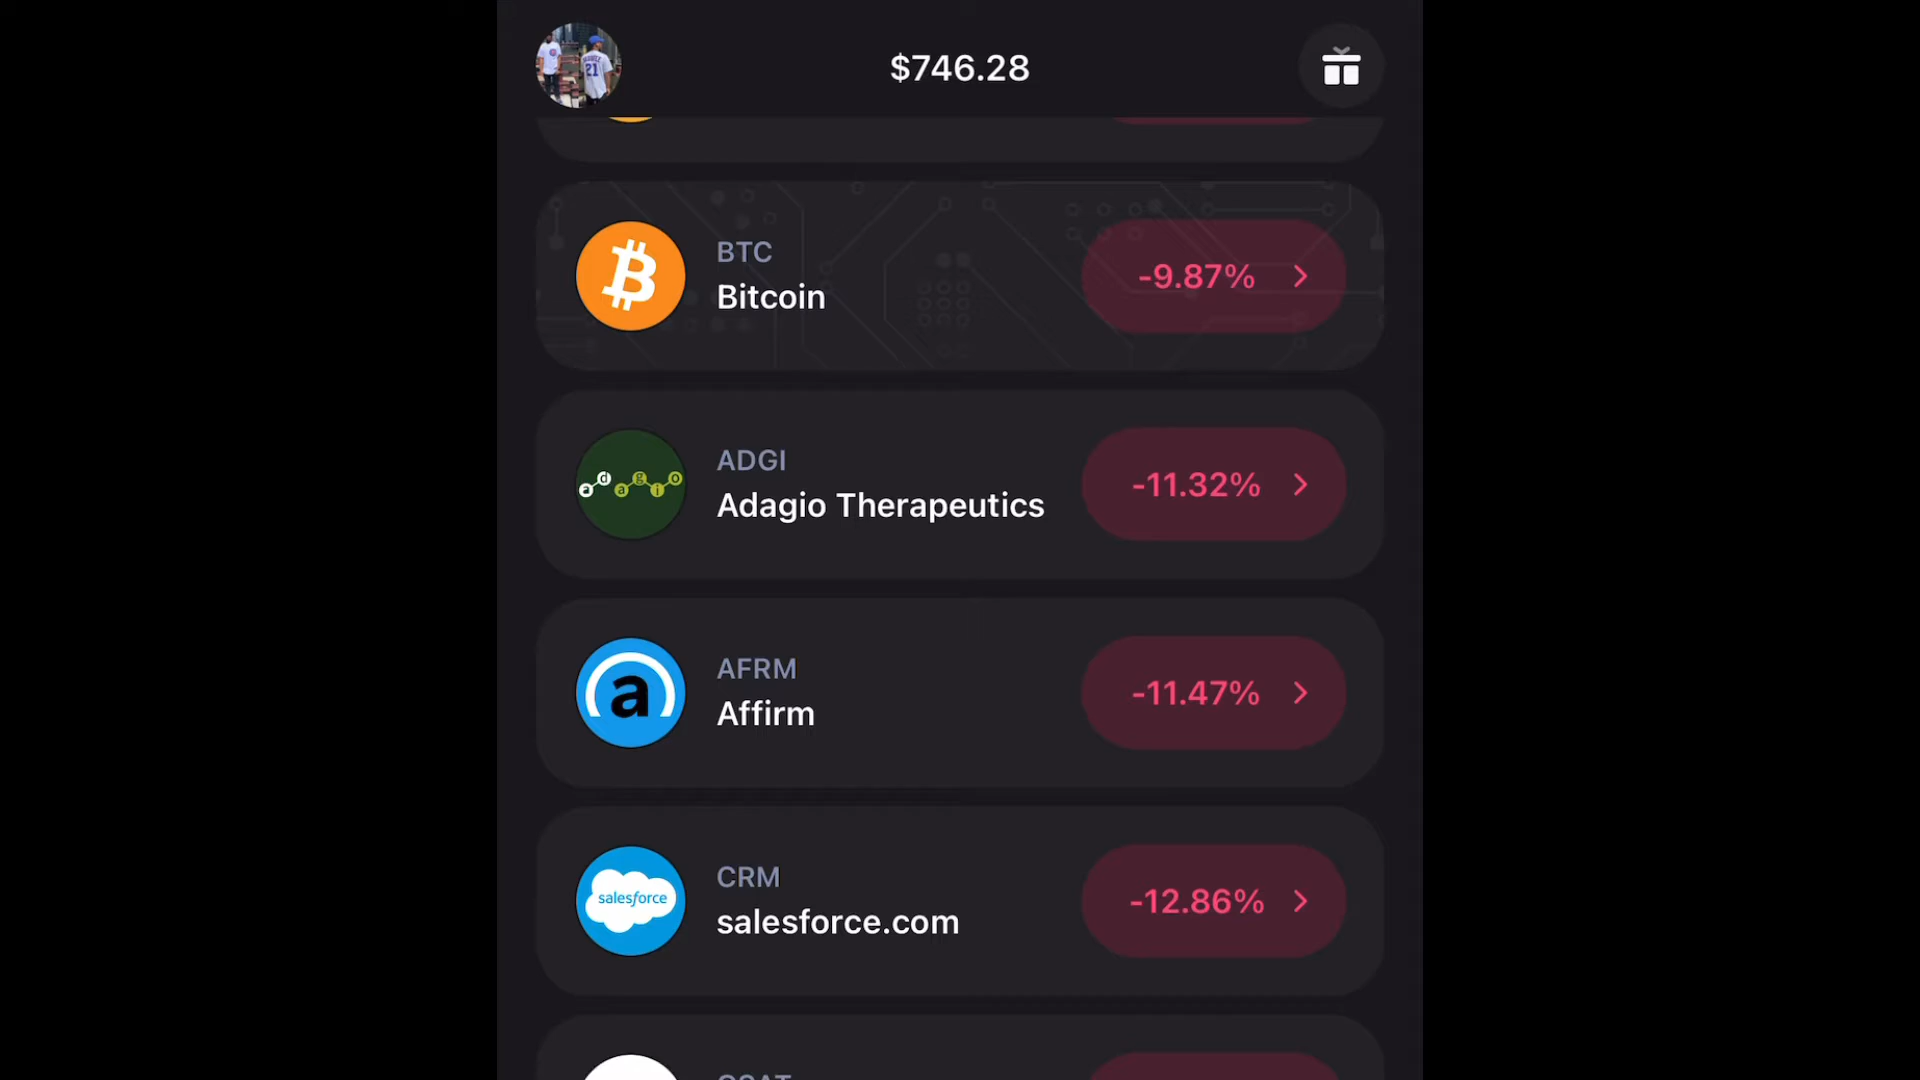 $746.28
BTC
Bitcoin
-9.87%
adagio
ADGI
Adagio Therapeutics
-11.32%
a
AFRM
Affirm
-11.47%
salesforce
CRM
salesforce.com
-12.86%